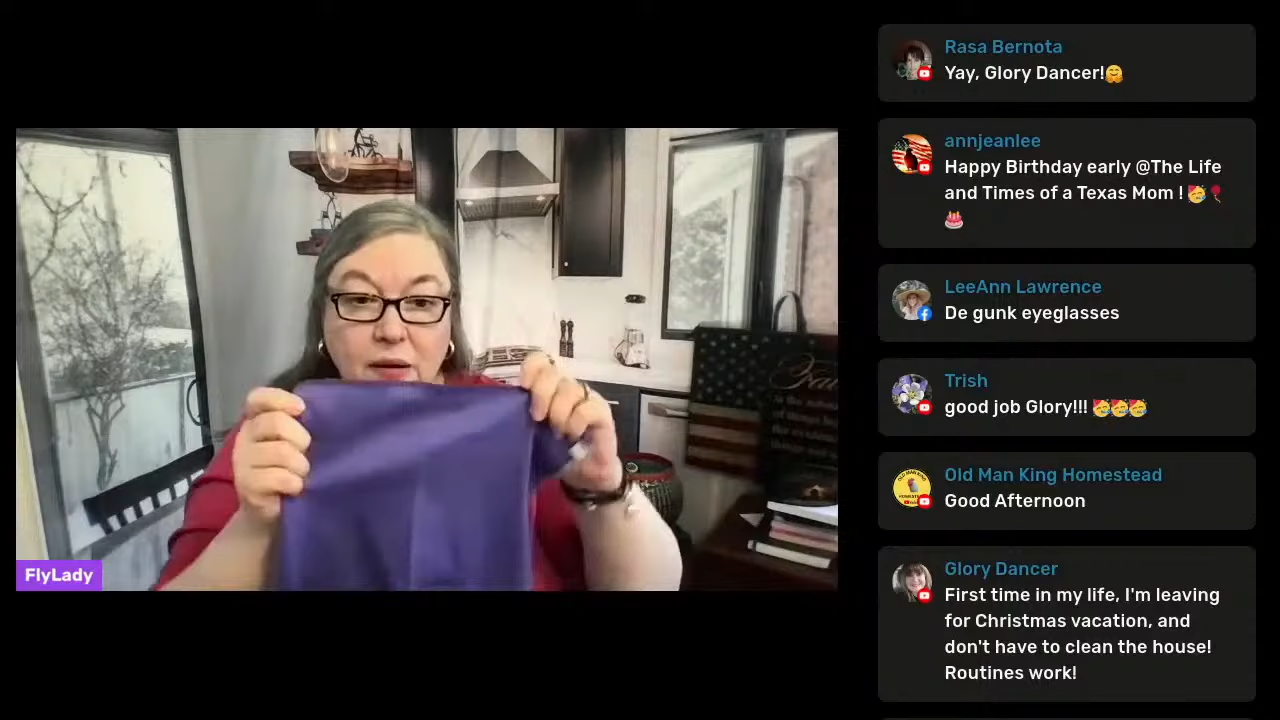 FlyLady
Rasa Bernota
Yay, Glory Dancer!🤗
annjeanlee
Happy Birthday early @The Life
and Times of a Texas Mom ! 🥳🎈
🎂
LeeAnn Lawrence
De gunk eyeglasses
Trish
good job Glory!!! 🥳🥳🥳
Old Man King Homestead
Good Afternoon
Glory Dancer
First time in my life, I'm leaving
for Christmas vacation, and
don't have to clean the house!
Routines work!